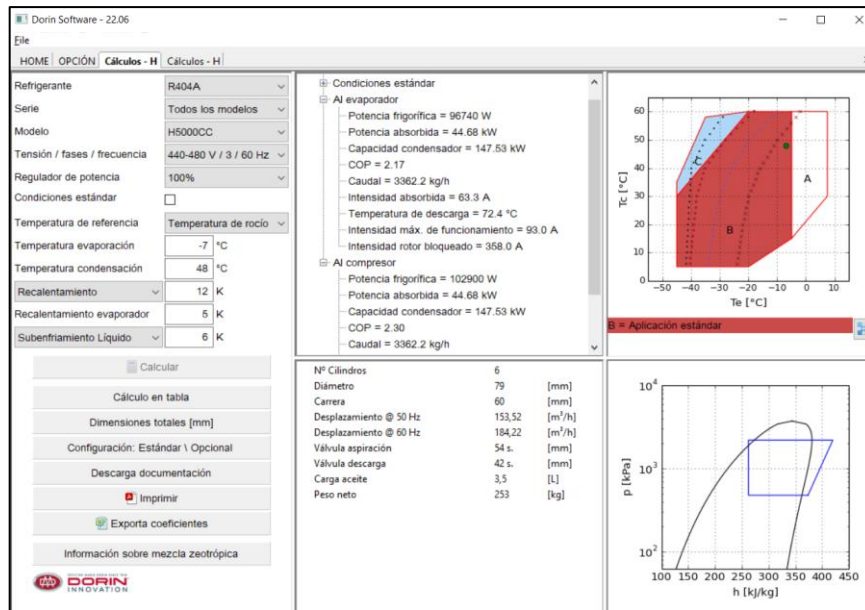 Dorin Software - 22.06
File
HOME OPCIÓN Cálculos - H Cálculos - H
Refrigerante R404A
Serie Todos los modelos
Modelo H5000CC
Tensión / fases / frecuencia 440-480 V / 3 / 60 Hz
Regulador de potencia 100%
Condiciones estándar
Temperatura de referencia Temperatura de rocío
Temperatura evaporación -7 °C
Temperatura condensación 48 °C
Recalentamiento 12 K
Recalentamiento evaporador 5 K
Subenfriamiento Líquido 6 K
Calcular
Cálculo en tabla
Dimensiones totales [mm]
Configuración: Estándar \ Opcional
Descarga documentación
Imprimir
Exporta coeficientes
Información sobre mezcla zeotrópica
DORIN
INNOVATION
Condiciones estándar
Al evaporador
Potencia frigorífica = 96740 W
Potencia absorbida = 44.68 kW
Capacidad condensador = 147.53 kW
COP = 2.17
Caudal = 3362.2 kg/h
Intensidad absorbida = 63.3 A
Temperatura de descarga = 72.4 °C
Intensidad máx. de funcionamiento = 93.0 A
Intensidad rotor bloqueado = 358.0 A
Al compresor
Potencia frigorífica = 102900 W
Potencia absorbida = 44.68 kW
Capacidad condensador = 147.53 kW
COP = 2.30
Caudal = 3362.2 kg/h
Nº Cilindros 6
Diámetro 79 [mm]
Carrera 60 [mm]
Desplazamiento @ 50 Hz 153,52 [m³/h]
Desplazamiento @ 60 Hz 184,22 [m³/h]
Válvula aspiración 54 s. [mm]
Válvula descarga 42 s. [mm]
Carga aceite 3,5 [L]
Peso neto 253 [kg]
Tc [°C]
60
50
40
30
20
10
0
C
B
A
−50 −40 −30 −20 −10 0 10
Te [°C]
B = Aplicación estándar
p [kPa]
10⁴
10³
10²
100 150 200 250 300 350 400 450
h [kJ/kg]